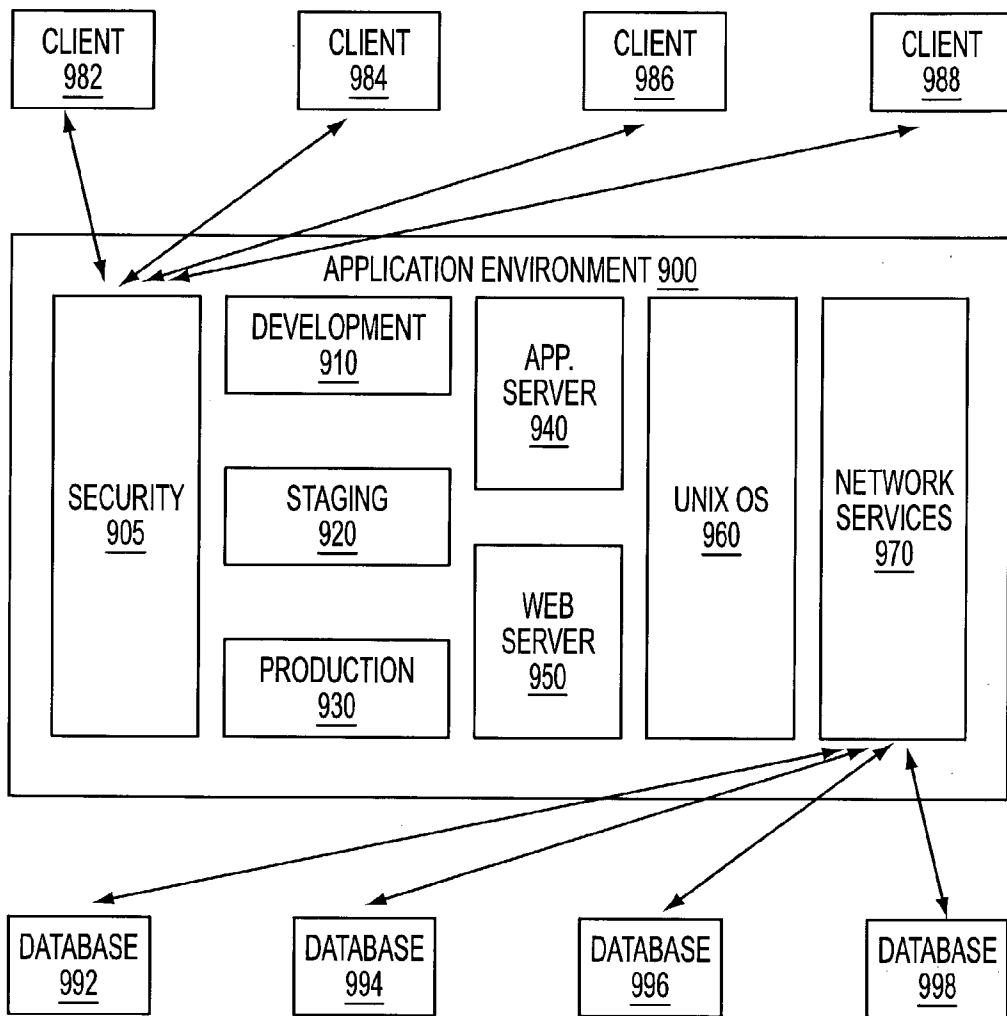 CLIENT
982
CLIENT
984
CLIENT
986
CLIENT
988
APPLICATION ENVIRONMENT 900
SECURITY
905
DEVELOPMENT
910
STAGING
920
PRODUCTION
930
APP.
SERVER
940
WEB
SERVER
950
UNIX OS
960
NETWORK
SERVICES
970
DATABASE
992
DATABASE
994
DATABASE
996
DATABASE
998